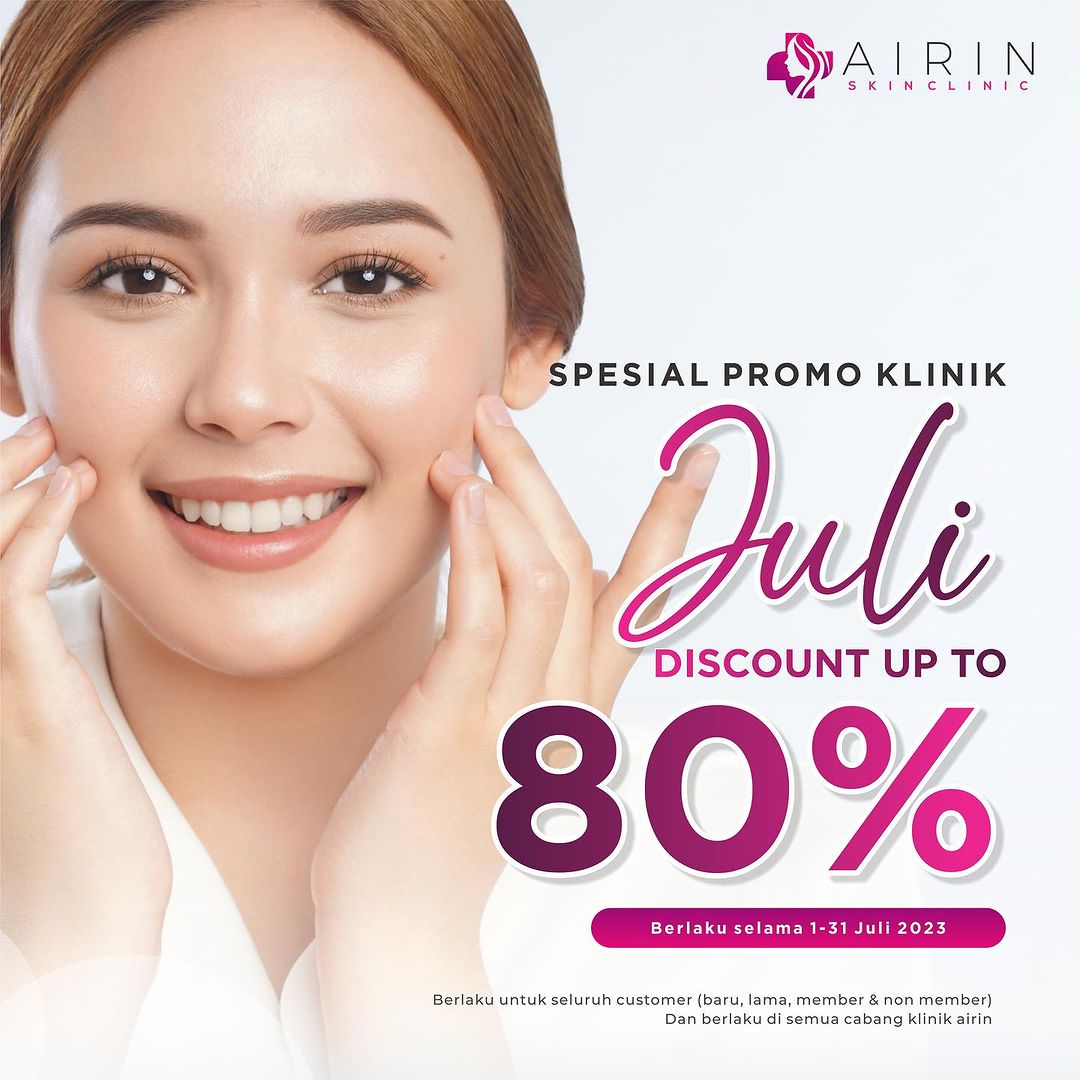 AIRIN
SKINCLINIC
SPESIAL PROMO KLINIK
Juli
DISCOUNT UP TO
80%
Berlaku selama 1-31 Juli 2023
Berlaku untuk seluruh customer (baru, lama, member & non member)
Dan berlaku di semua cabang klinik airin